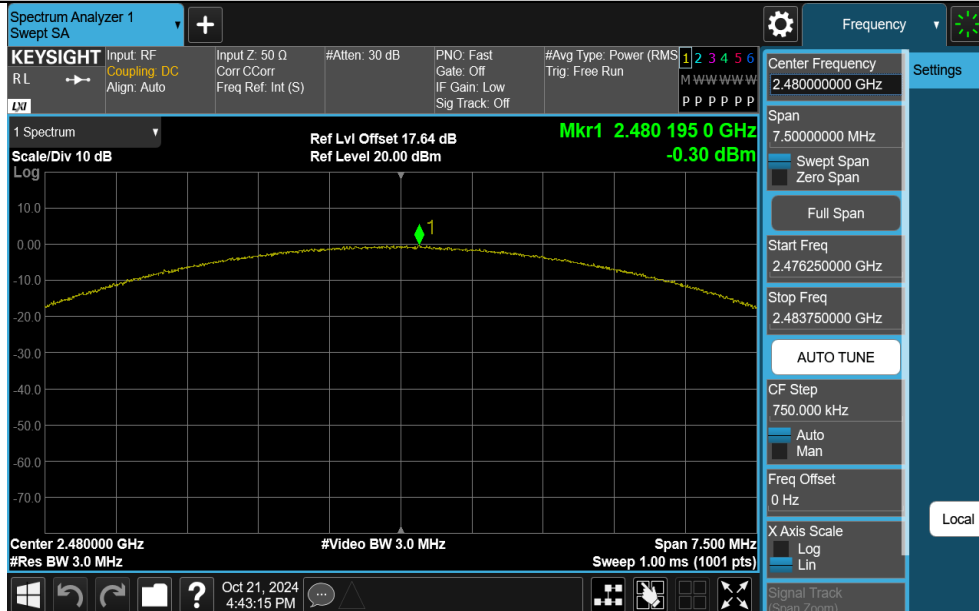 Spectrum Analyzer 1
Swept SA
Frequency
KEYSIGHT
R L
LXI
Input: RF
Coupling: DC
Align: Auto
Input Z: 50 Ω
Corr CCorr
Freq Ref: Int (S)
#Atten: 30 dB
PNO: Fast
Gate: Off
IF Gain: Low
Sig Track: Off
#Avg Type: Power (RMS
Trig: Free Run
1 2 3 4 5 6
M W W W W W
P P P P P P
1 Spectrum
Scale/Div 10 dB
Log
Ref Lvl Offset 17.64 dB
Ref Level 20.00 dBm
Mkr1 2.480 195 0 GHz
-0.30 dBm
1
10.0
0.00
-10.0
-20.0
-30.0
-40.0
-50.0
-60.0
-70.0
Center 2.480000 GHz
#Res BW 3.0 MHz
#Video BW 3.0 MHz
Span 7.500 MHz
Sweep 1.00 ms (1001 pts)
?
Oct 21, 2024
4:43:15 PM
Center Frequency
2.480000000 GHz
Span
7.50000000 MHz
Swept Span
Zero Span
Full Span
Start Freq
2.476250000 GHz
Stop Freq
2.483750000 GHz
AUTO TUNE
CF Step
750.000 kHz
Auto
Man
Freq Offset
0 Hz
X Axis Scale
Log
Lin
Signal Track
(Span Zoom)
Settings
Local